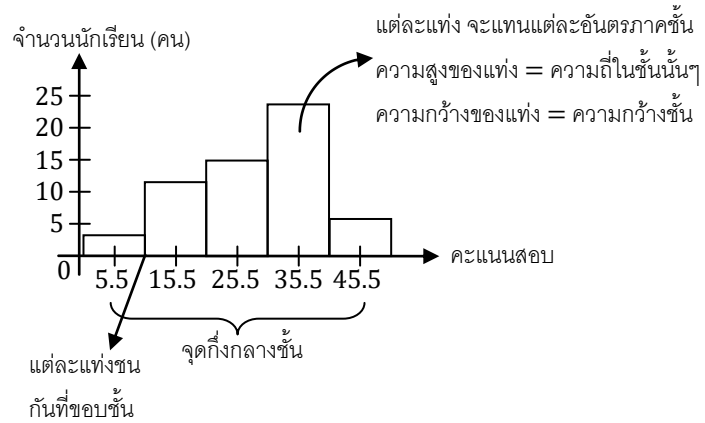 แต่ละแท่ง จะแทนแต่ละอันตรภาคชั้น
จำนวนนักเรียน (คน)
ความสูงของแท่ง = ความถี่ในชั้นนั้นๆ
ความกว้างของแท่ง = ความกว้างชั้น
25
20
15
10
5
0
5.5 15.5 25.5 35.5 45.5
คะแนนสอบ
จุดกึ่งกลางชั้น
แต่ละแท่งชน
กันที่ขอบชั้น